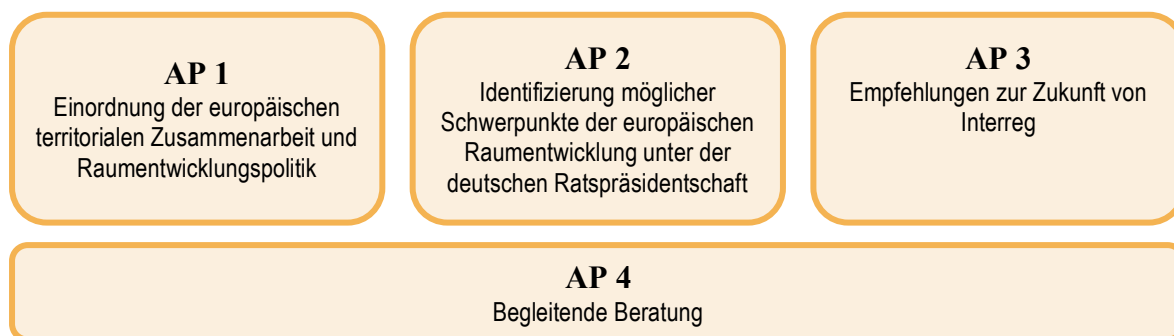 AP 1
Einordnung der europäischen
territorialen Zusammenarbeit und
Raumentwicklungspolitik
AP 2
Identifizierung möglicher
Schwerpunkte der europäischen
Raumentwicklung unter der
deutschen Ratspräsidentschaft
AP 3
Empfehlungen zur Zukunft von
Interreg
AP 4
Begleitende Beratung